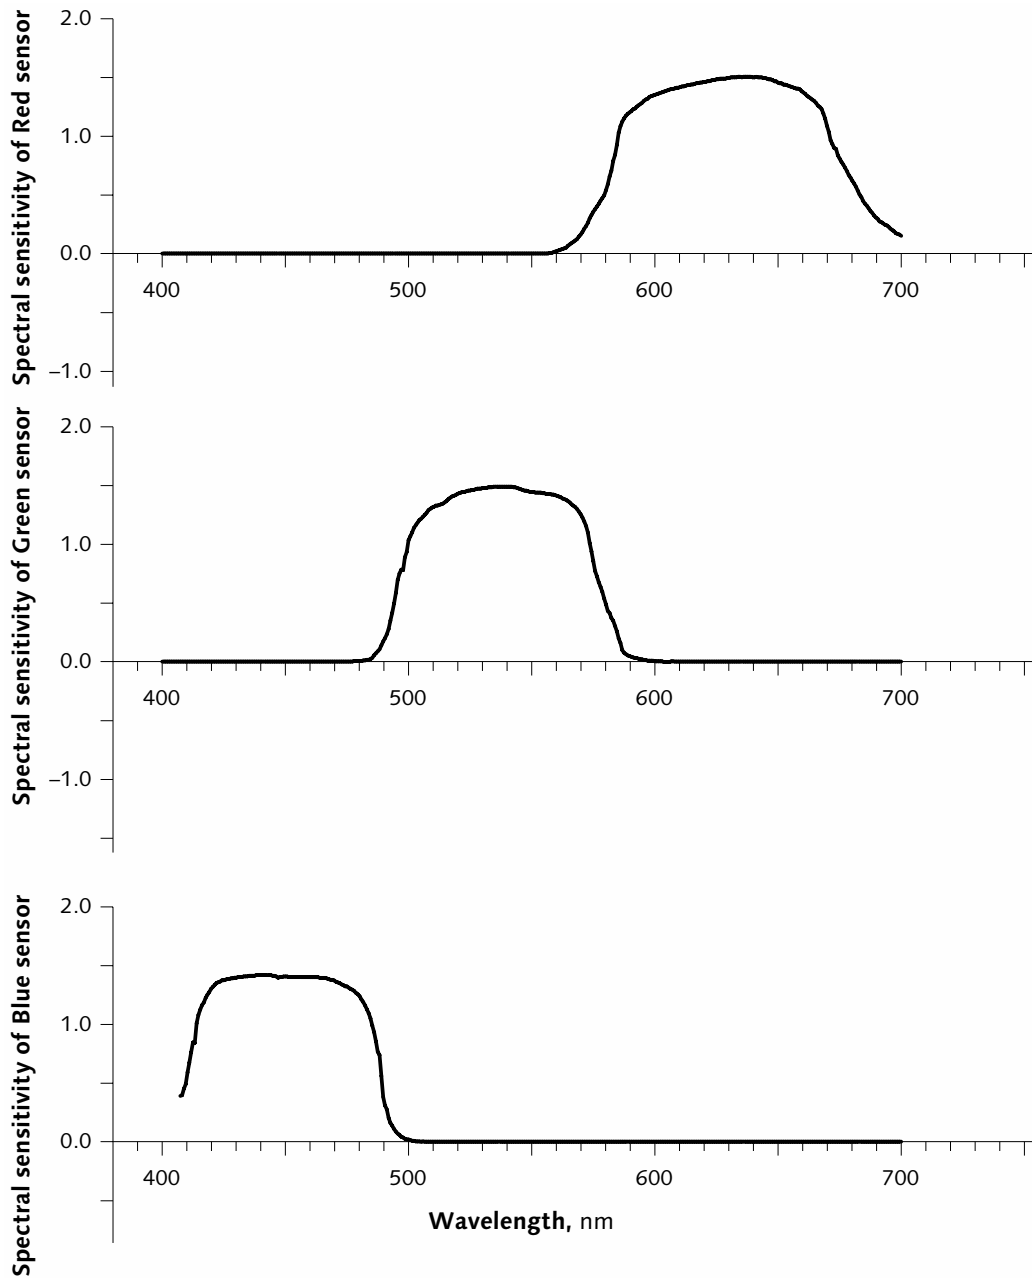 Spectral sensitivity of Red sensor
2.0
1.0
0.0
–1.0
400 500 600 700
Spectral sensitivity of Green sensor
2.0
1.0
0.0
–1.0
400 500 600 700
Spectral sensitivity of Blue sensor
2.0
1.0
0.0
400 500 600 700
Wavelength, nm